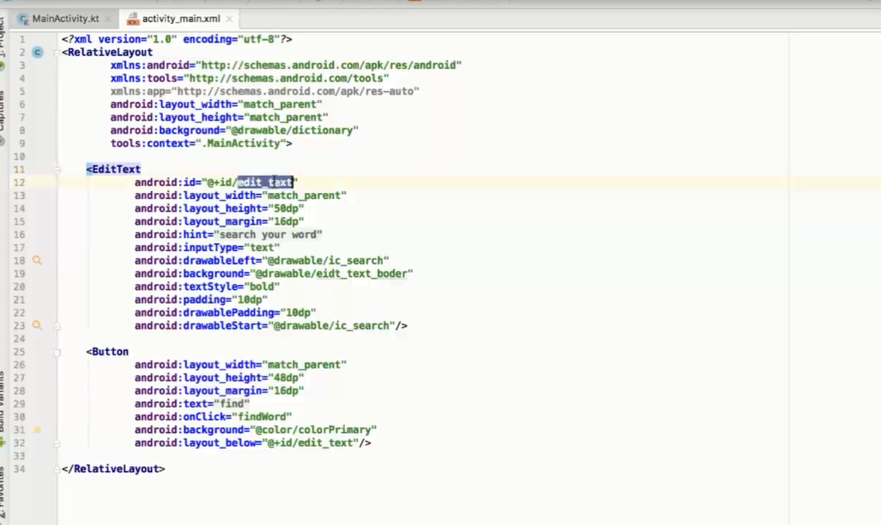 MainActivity.kt activity_main.xml
1 <?xml version="1.0" encoding="utf-8"?>
2 <RelativeLayout
3 xmlns:android="http://schemas.android.com/apk/res/android"
4 xmlns:tools="http://schemas.android.com/tools"
5 xmlns:app="http://schemas.android.com/apk/res-auto"
6 android:layout_width="match_parent"
7 android:layout_height="match_parent"
8 android:background="@drawable/dictionary"
9 tools:context=".MainActivity">
10
11 <EditText
12 android:id="@+id/edit_text"
13 android:layout_width="match_parent"
14 android:layout_height="50dp"
15 android:layout_margin="16dp"
16 android:hint="search your word"
17 android:inputType="text"
18 android:drawableLeft="@drawable/ic_search"
19 android:background="@drawable/eidt_text_boder"
20 android:textStyle="bold"
21 android:padding="10dp"
22 android:drawablePadding="10dp"
23 android:drawableStart="@drawable/ic_search"/>
24
25 <Button
26 android:layout_width="match_parent"
27 android:layout_height="48dp"
28 android:layout_margin="16dp"
29 android:text="find"
30 android:onClick="findWord"
31 android:background="@color/colorPrimary"
32 android:layout_below="@+id/edit_text"/>
33
34 </RelativeLayout>
1: Project
Captures
Build Variants
2: Favorites